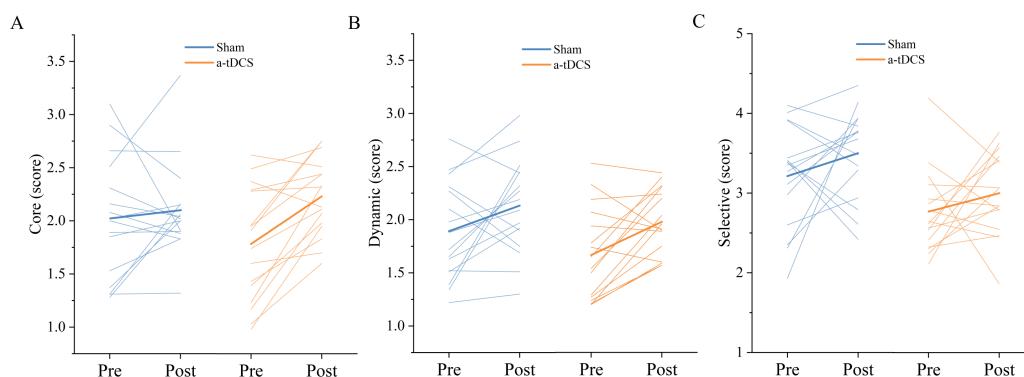 A
Core (score)
3.5
3.0
2.5
2.0
1.5
1.0
Sham
a-tDCS
Pre Post Pre Post
B
Dynamic (score)
3.5
3.0
2.5
2.0
1.5
1.0
Sham
a-tDCS
Pre Post Pre Post
C
Selective (score)
5
4
3
2
1
Sham
a-tDCS
Pre Post Pre Post